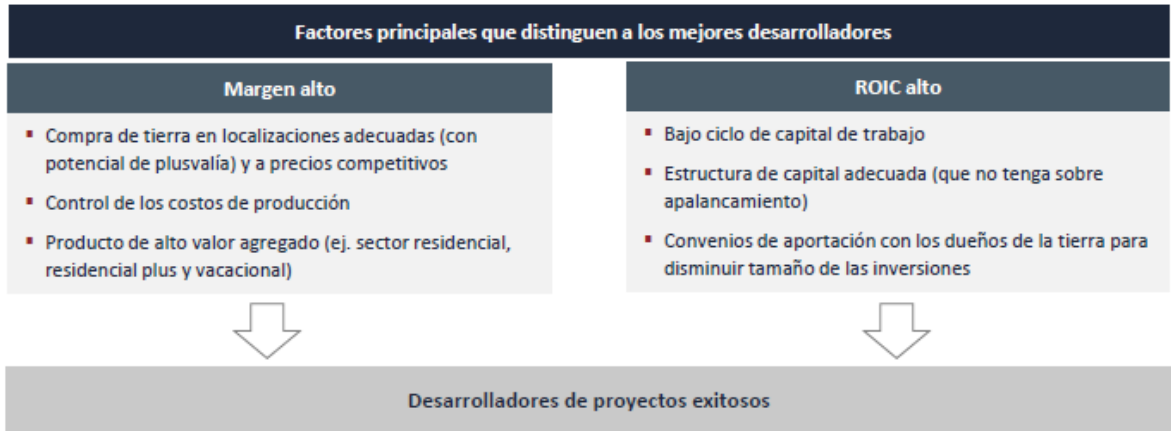 Factores principales que distinguen a los mejores desarrolladores
Margen alto
▪ Compra de tierra en localizaciones adecuadas (con
potencial de plusvalía) y a precios competitivos
▪ Control de los costos de producción
▪ Producto de alto valor agregado (ej. sector residencial,
residencial plus y vacacional)
ROIC alto
▪ Bajo ciclo de capital de trabajo
▪ Estructura de capital adecuada (que no tenga sobre
apalancamiento)
▪ Convenios de aportación con los dueños de la tierra para
disminuir tamaño de las inversiones
Desarrolladores de proyectos exitosos